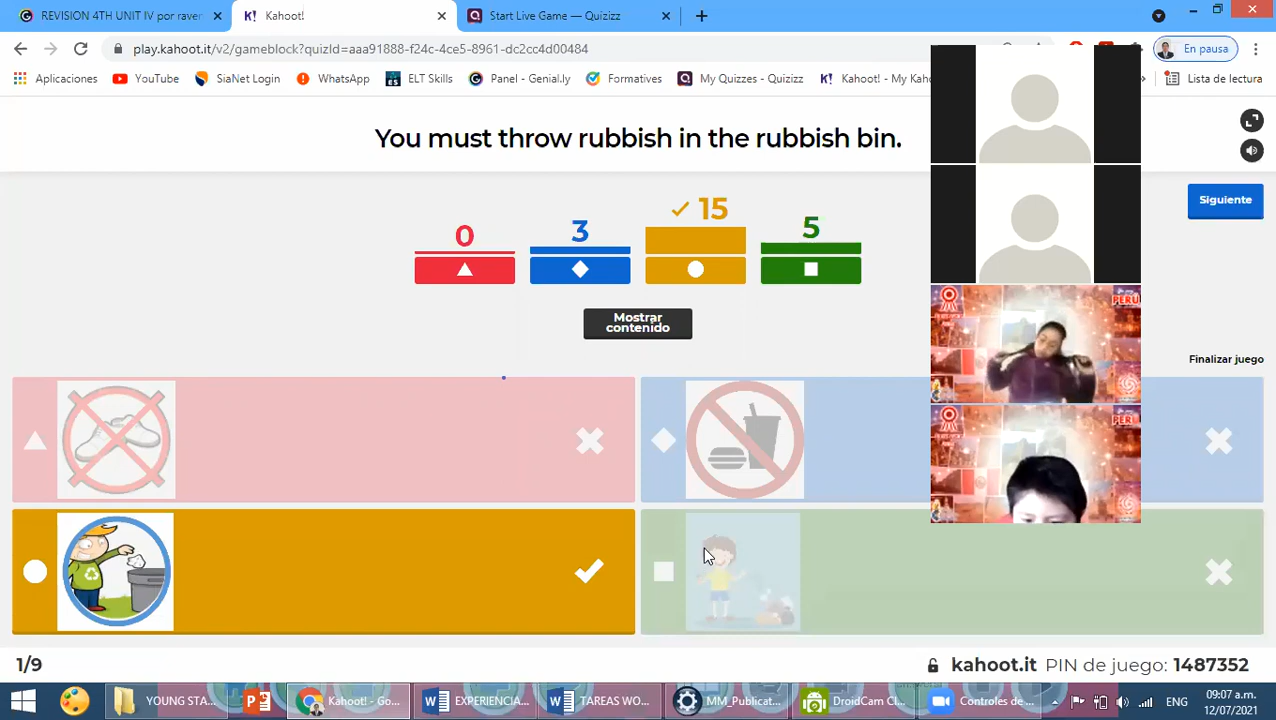 REVISION 4TH UNIT IV por raver
Kahoot!
Start Live Game — Quizizz
play.kahoot.it/v2/gameblock?quizId=aaa91888-f24c-4ce5-8961-dc2cc4d00484
En pausa
Aplicaciones
YouTube
SiaNet Login
WhatsApp
ELT Skills
Panel - Genial.ly
Formatives
My Quizzes - Quizizz
Kahoot! - My Kaho
Lista de lectura
You must throw rubbish in the rubbish bin.
Siguiente
0
3
15
5
Mostrar
contenido
PERÚ
Finalizar juego
PERÚ
1/9
kahoot.it PIN de juego: 1487352
YOUNG STA...
Kahoot! - Go...
EXPERIENCIA...
TAREAS WO...
MM_Publicat...
DroidCam Cl...
Controles de ...
ENG
09:07 a.m.
12/07/2021